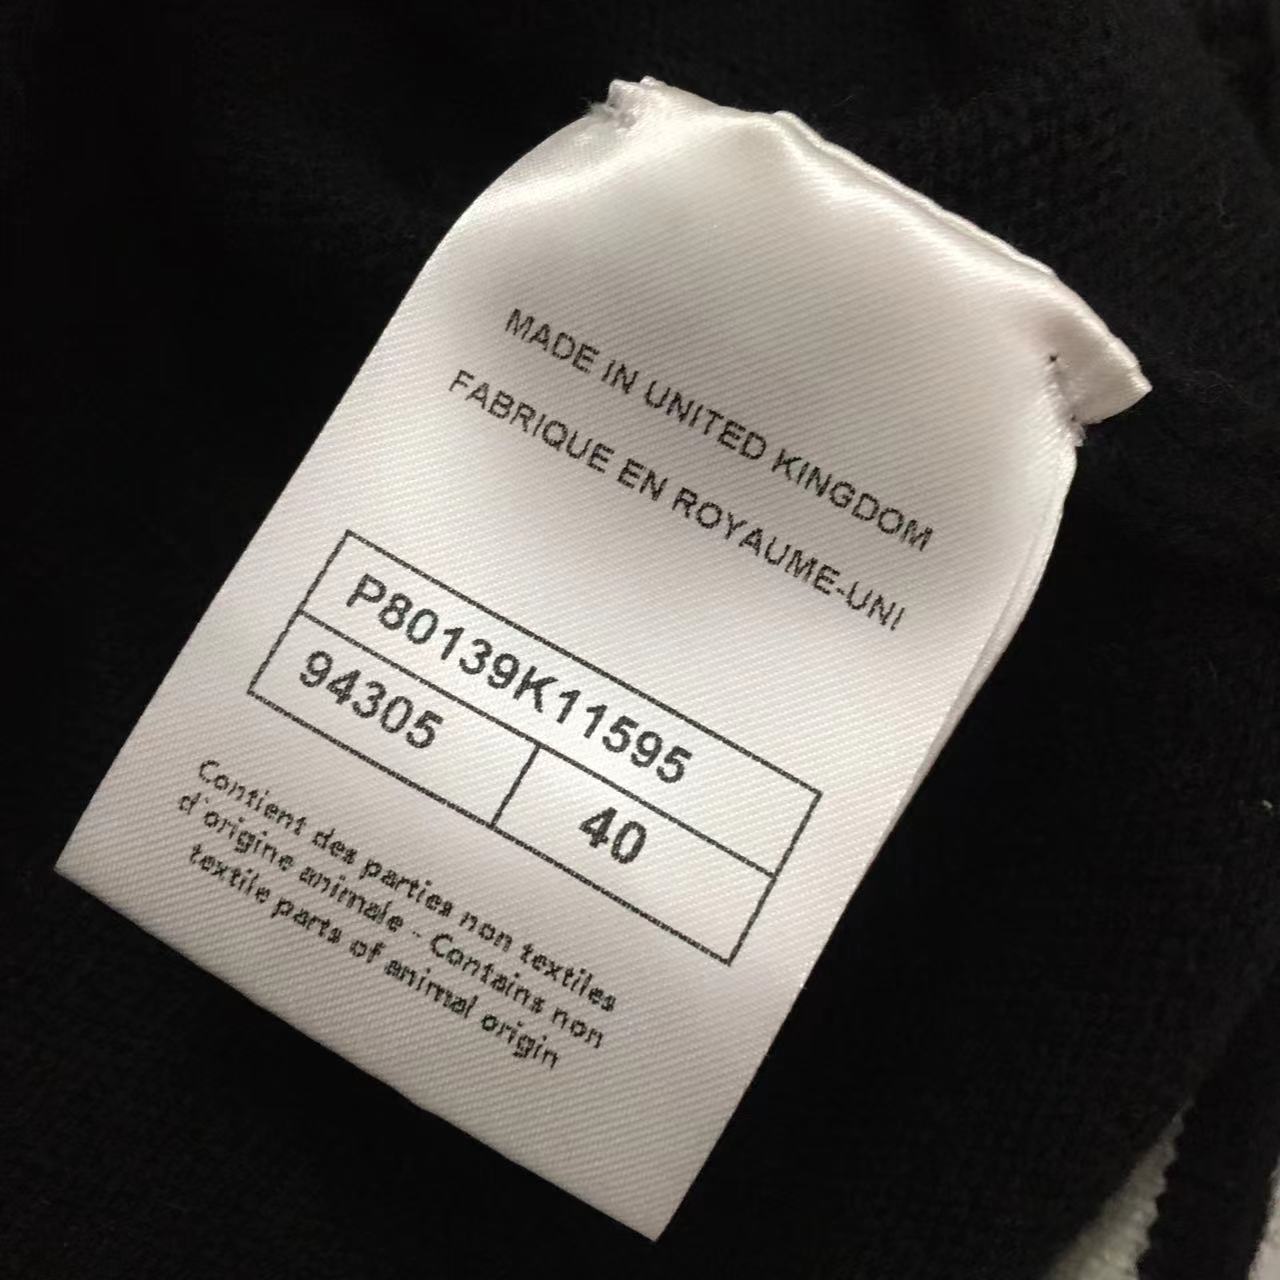 MADE IN UNITED KINGDOM
FABRIQUE EN ROYAUME-UNI
P80139K11595
94305
40
Contient des parties non textiles
d'origine animale - Contains non
textile parts of animal origin